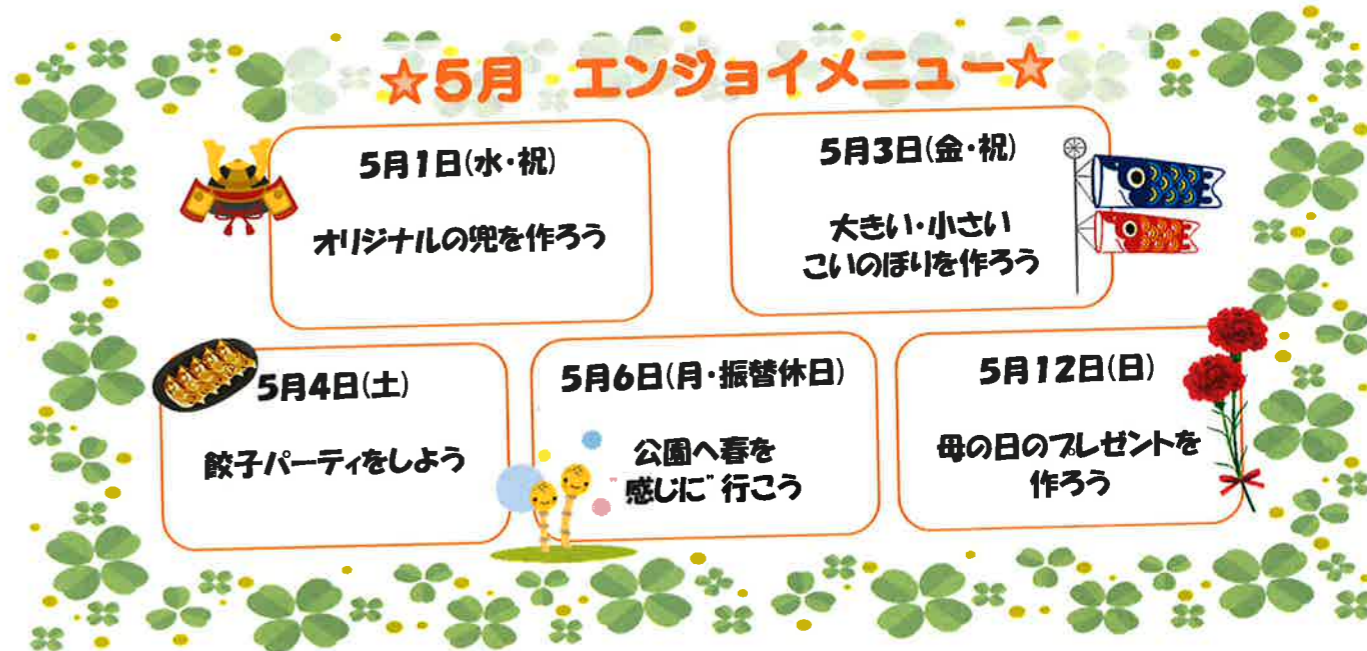 ☆5月 エンジョイメニュー☆
5月1日(水・祝)
オリジナルの兜を作ろう
5月3日(金・祝)
大きい・小さい
こいのぼりを作ろう
5月4日(土)
餃子パーティをしよう
5月6日(月・振替休日)
公園へ春を
"感じに"行こう
5月12日(日)
母の日のプレゼントを
作ろう